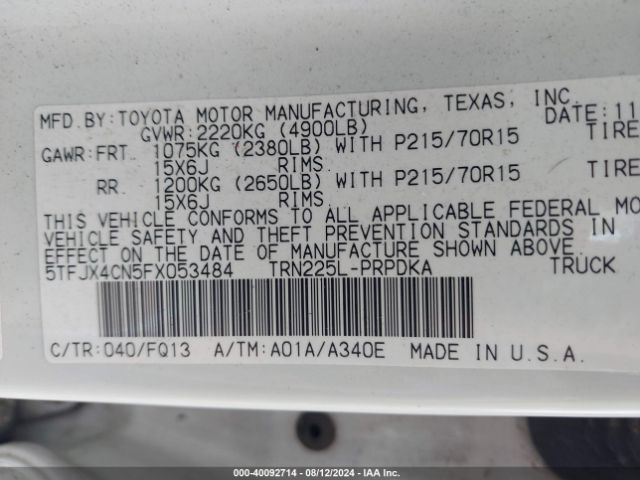 MFD. BY: TOYOTA MOTOR MANUFACTURING, TEXAS, INC.
GVWR: 2220KG (4900LB) DATE: 11
GAWR: FRT. 1075KG (2380LB) WITH P215/70R15 TIRE
15X6J RIMS.
RR. 1200KG (2650LB) WITH P215/70R15 TIRE
15X6J RIMS.
THIS VEHICLE CONFORMS TO ALL APPLICABLE FEDERAL MO
VEHICLE SAFETY AND THEFT PREVENTION STANDARDS IN
EFFECT ON THE DATE OF MANUFACTURE SHOWN ABOVE.
5TFJX4CN5FX053484 TRN225L-PRPDKA TRUCK
C/TR: 040/FQ13 A/TM: A01A/A340E MADE IN U.S.A.
000-40092714 - 08/12/2024 - IAA Inc.